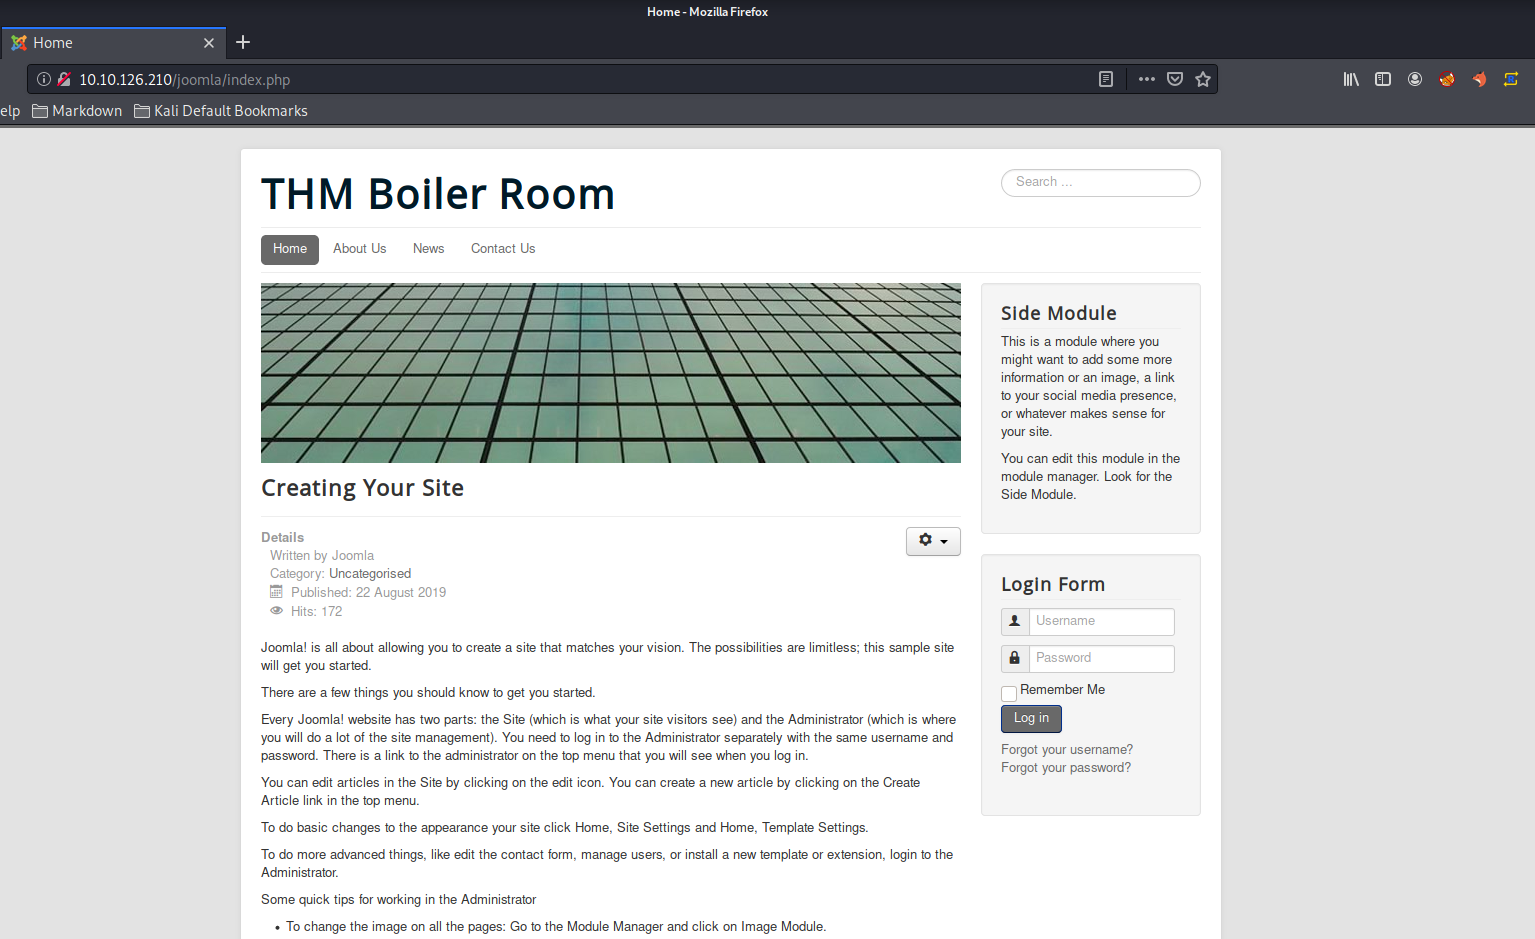 Home - Mozilla Firefox
Home
10.10.126.210/joomla/index.php
elp Markdown Kali Default Bookmarks
THM Boiler Room
Search ...
Home About Us News Contact Us
Creating Your Site
Details
Written by Joomla
Category: Uncategorised
Published: 22 August 2019
Hits: 172
Joomla! is all about allowing you to create a site that matches your vision. The possibilities are limitless; this sample site
will get you started.
There are a few things you should know to get you started.
Every Joomla! website has two parts: the Site (which is what your site visitors see) and the Administrator (which is where
you will do a lot of the site management). You need to log in to the Administrator separately with the same username and
password. There is a link to the administrator on the top menu that you will see when you log in.
You can edit articles in the Site by clicking on the edit icon. You can create a new article by clicking on the Create
Article link in the top menu.
To do basic changes to the appearance your site click Home, Site Settings and Home, Template Settings.
To do more advanced things, like edit the contact form, manage users, or install a new template or extension, login to the
Administrator.
Some quick tips for working in the Administrator
• To change the image on all the pages: Go to the Module Manager and click on Image Module.
Side Module
This is a module where you
might want to add some more
information or an image, a link
to your social media presence,
or whatever makes sense for
your site.
You can edit this module in the
module manager. Look for the
Side Module.
Login Form
Username
Password
Remember Me
Log in
Forgot your username?
Forgot your password?